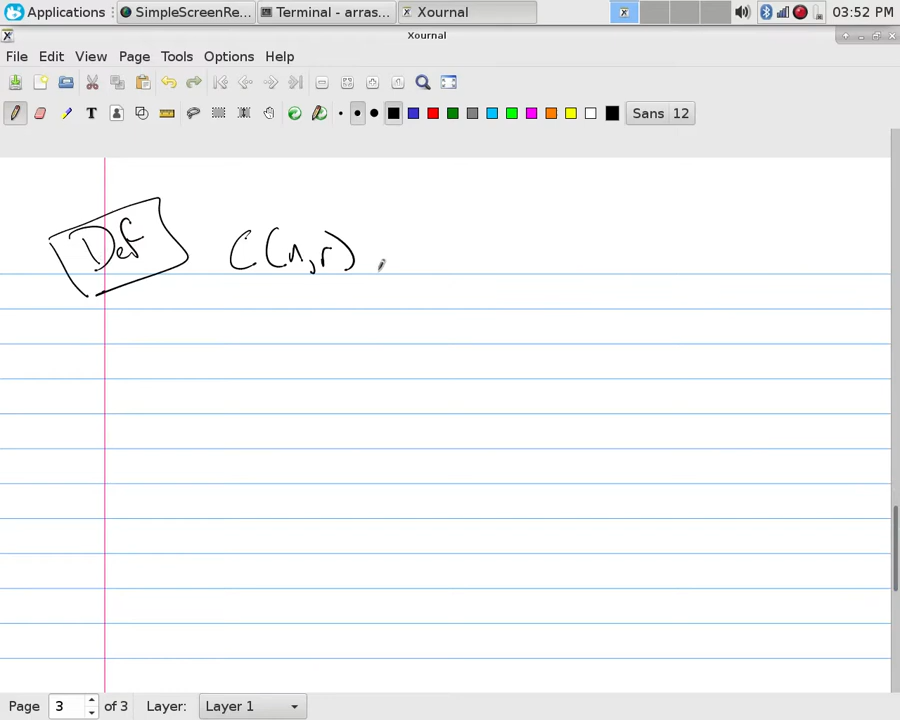 Applications SimpleScreenRe... Terminal - arras... Xournal 03:52 PM
Xournal
File Edit View Page Tools Options Help
T Sans 12
Def C(n,r)
Page 3 of 3 Layer: Layer 1